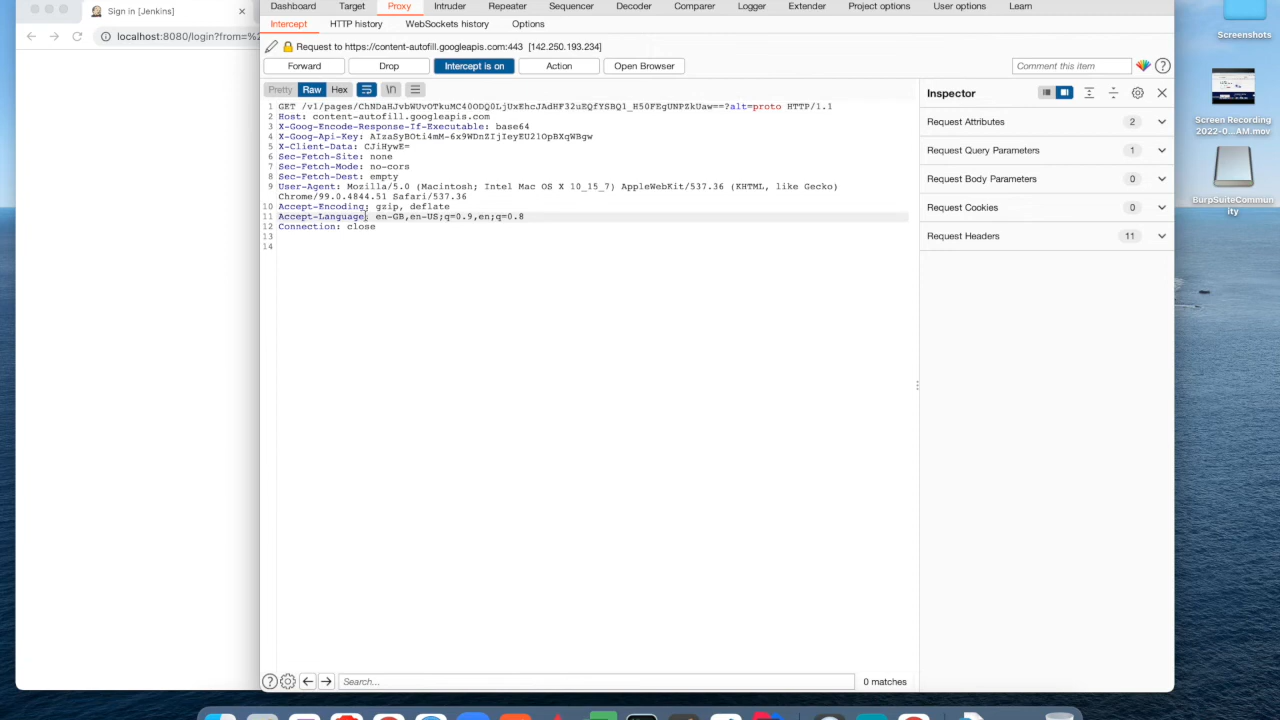 Sign in [Jenkins]
localhost:8080/login?from=%2
Dashboard Target Proxy Intruder Repeater Sequencer Decoder Comparer Logger Extender Project options User options Learn
Intercept HTTP history WebSockets history Options
Request to https://content-autofill.googleapis.com:443 [142.250.193.234]
Forward Drop Intercept is on Action Open Browser Comment this item
Pretty Raw Hex \n
1 GET
?alt=proto HTTP/1.1
2 Host: content-autofill.googleapis.com
3 X-Goog-Encode-Response-If-Executable: base64
4 X-Goog-Api-Key:
5 X-Client-Data: CJiHywE=
6 Sec-Fetch-Site: none
7 Sec-Fetch-Mode: no-cors
8 Sec-Fetch-Dest: empty
9 User-Agent: Mozilla/5.0 (Macintosh; Intel Mac OS X 10_15_7) AppleWebKit/537.36 (KHTML, like Gecko)
Chrome/99.0.4844.51 Safari/537.36
10 Accept-Encoding: gzip, deflate
11 Accept-Language: en-GB,en-US;q=0.9,en;q=0.8
12 Connection: close
13
14
Inspector
Request Attributes 2
Request Query Parameters 1
Request Body Parameters 0
Request Cookies 0
Request Headers 11
Search... 0 matches
Screenshots
Screen Recording
2022-0...AM.mov
BurpSuiteCommun
ity